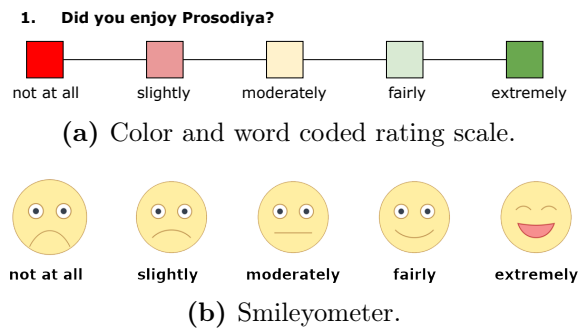 1. Did you enjoy Prosodiya?
not at all slightly moderately fairly extremely
(a) Color and word coded rating scale.
not at all slightly moderately fairly extremely
(b) Smileyometer.